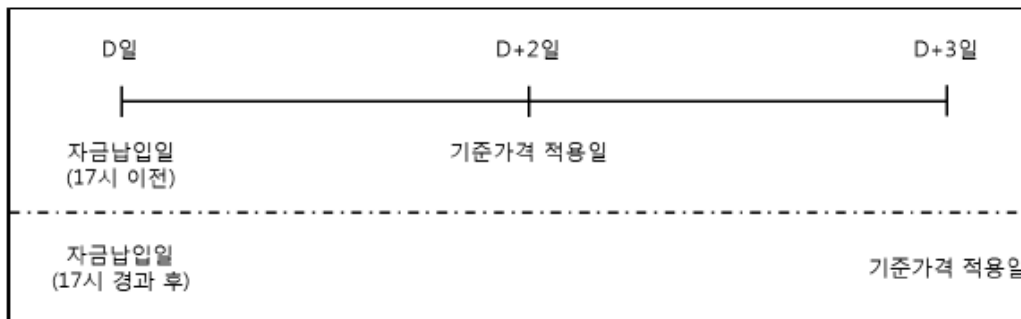 D일 D+2일 D+3일
자금납입일 기준가격 적용일
(17시 이전)
자금납입일
(17시 경과 후) 기준가격 적용일